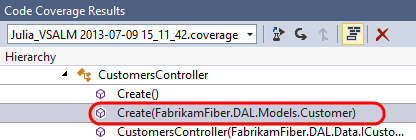 Code Coverage Results
Julia_VSALM 2013-07-09 15_11_42.coverage
Hierarchy
CustomersController
Create()
Create(FabrikamFiber.DAL.Models.Customer)
CustomersController(FabrikamFiber.DAL.Data.ICusto...